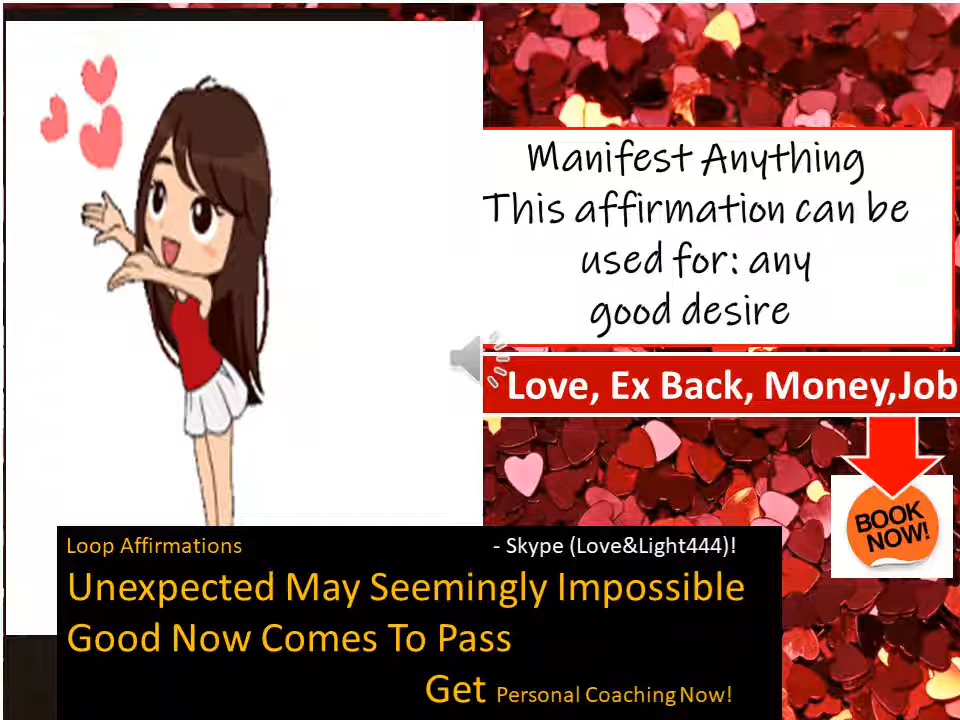 Manifest Anything
This affirmation can be
used for: any
good desire
Love, Ex Back, Money,Job
BOOK
NOW!
Loop Affirmations - Skype (Love&Light444)!
Unexpected May Seemingly Impossible
Good Now Comes To Pass
Get Personal Coaching Now!